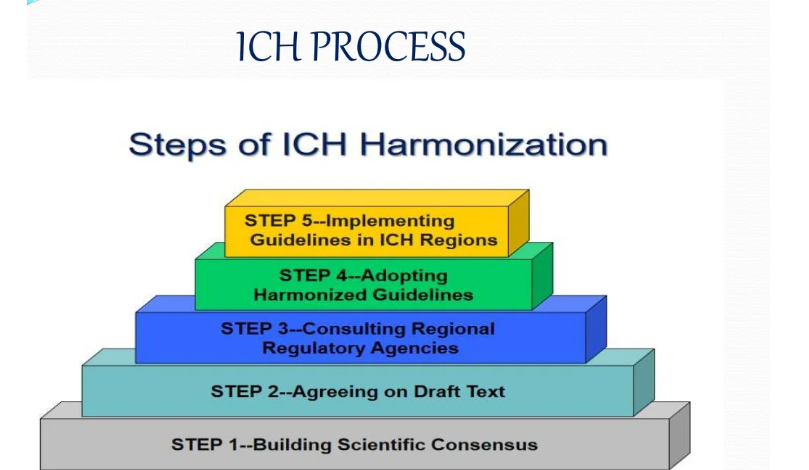 ICH PROCESS
Steps of ICH Harmonization
STEP 5--Implementing
Guidelines in ICH Regions
STEP 4--Adopting
Harmonized Guidelines
STEP 3--Consulting Regional
Regulatory Agencies
STEP 2--Agreeing on Draft Text
STEP 1--Building Scientific Consensus